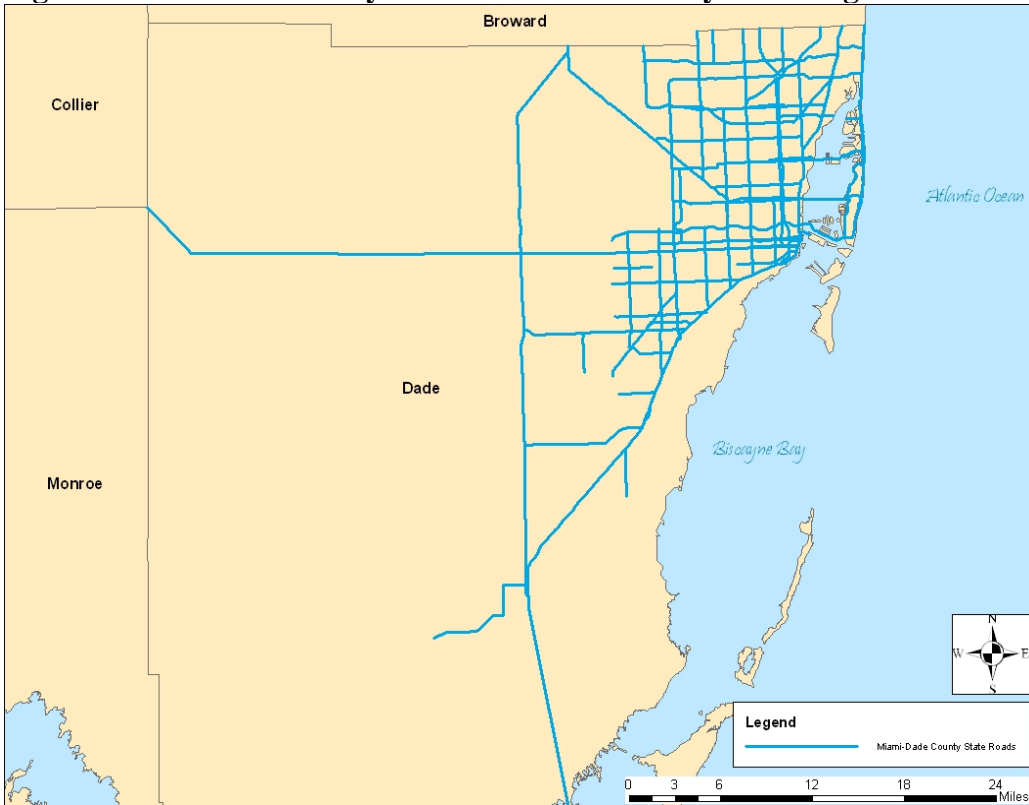 Broward
Collier
Atlantic Ocean
Dade
Biscayne Bay
Monroe
N
W E
S
Legend
Miami-Dade County State Roads
0 3 6 12 18 24
Miles